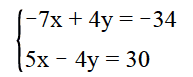 −7x + 4y = −34
5x − 4y = 30